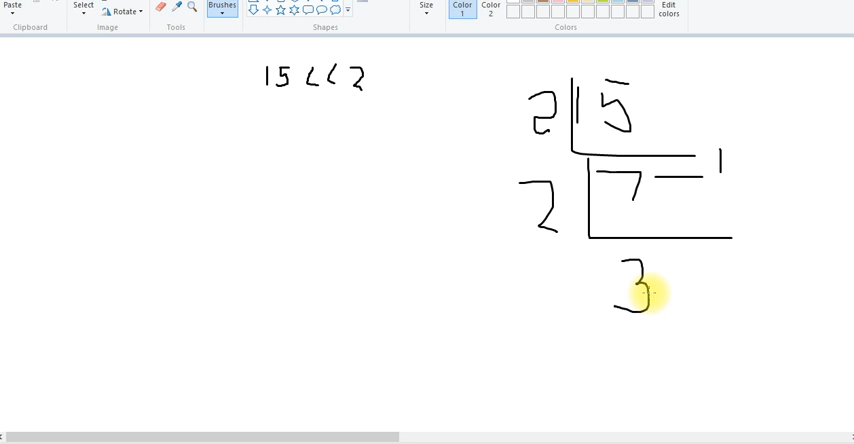 Paste
Select
Rotate
Brushes
Size
Color 1
Color 2
Edit colors
Clipboard
Image
Tools
Shapes
Colors
15 << 2
2 15
2 7 — 1
3